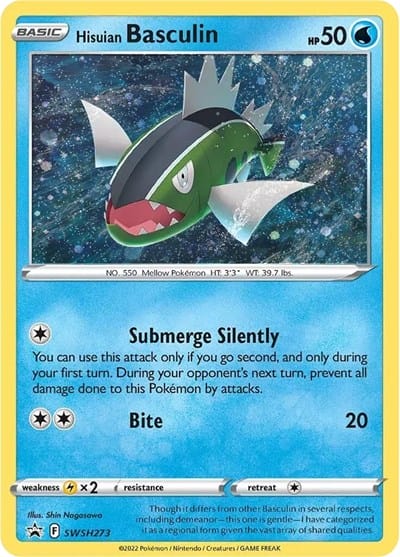 BASIC Hisuian Basculin HP50
NO. 550 Mellow Pokémon HT: 3'3" WT: 39.7 lbs.
Submerge Silently
You can use this attack only if you go second, and only during
your first turn. During your opponent's next turn, prevent all
damage done to this Pokémon by attacks.
Bite 20
weakness ×2 resistance retreat
Illus. Shin Nagasawa
F SWSH273
Though it differs from other Basculin in several respects,
including demeanor—this one is gentle—I have categorized
it as a regional form given the vast array of shared qualities.
©2022 Pokémon / Nintendo / Creatures / GAME FREAK